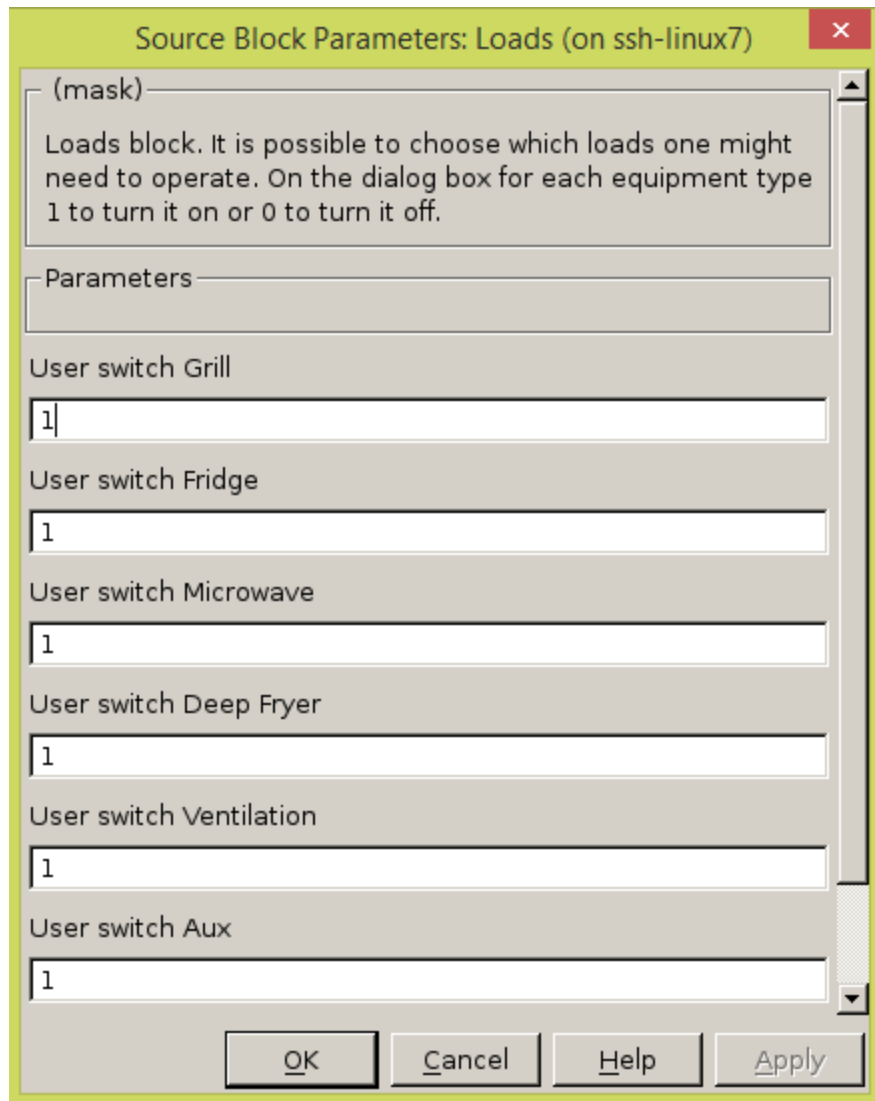 Source Block Parameters: Loads (on ssh-linux7)
×
(mask)
Loads block. It is possible to choose which loads one might
need to operate. On the dialog box for each equipment type
1 to turn it on or 0 to turn it off.
Parameters
User switch Grill
1
User switch Fridge
1
User switch Microwave
1
User switch Deep Fryer
1
User switch Ventilation
1
User switch Aux
1
OK Cancel Help Apply